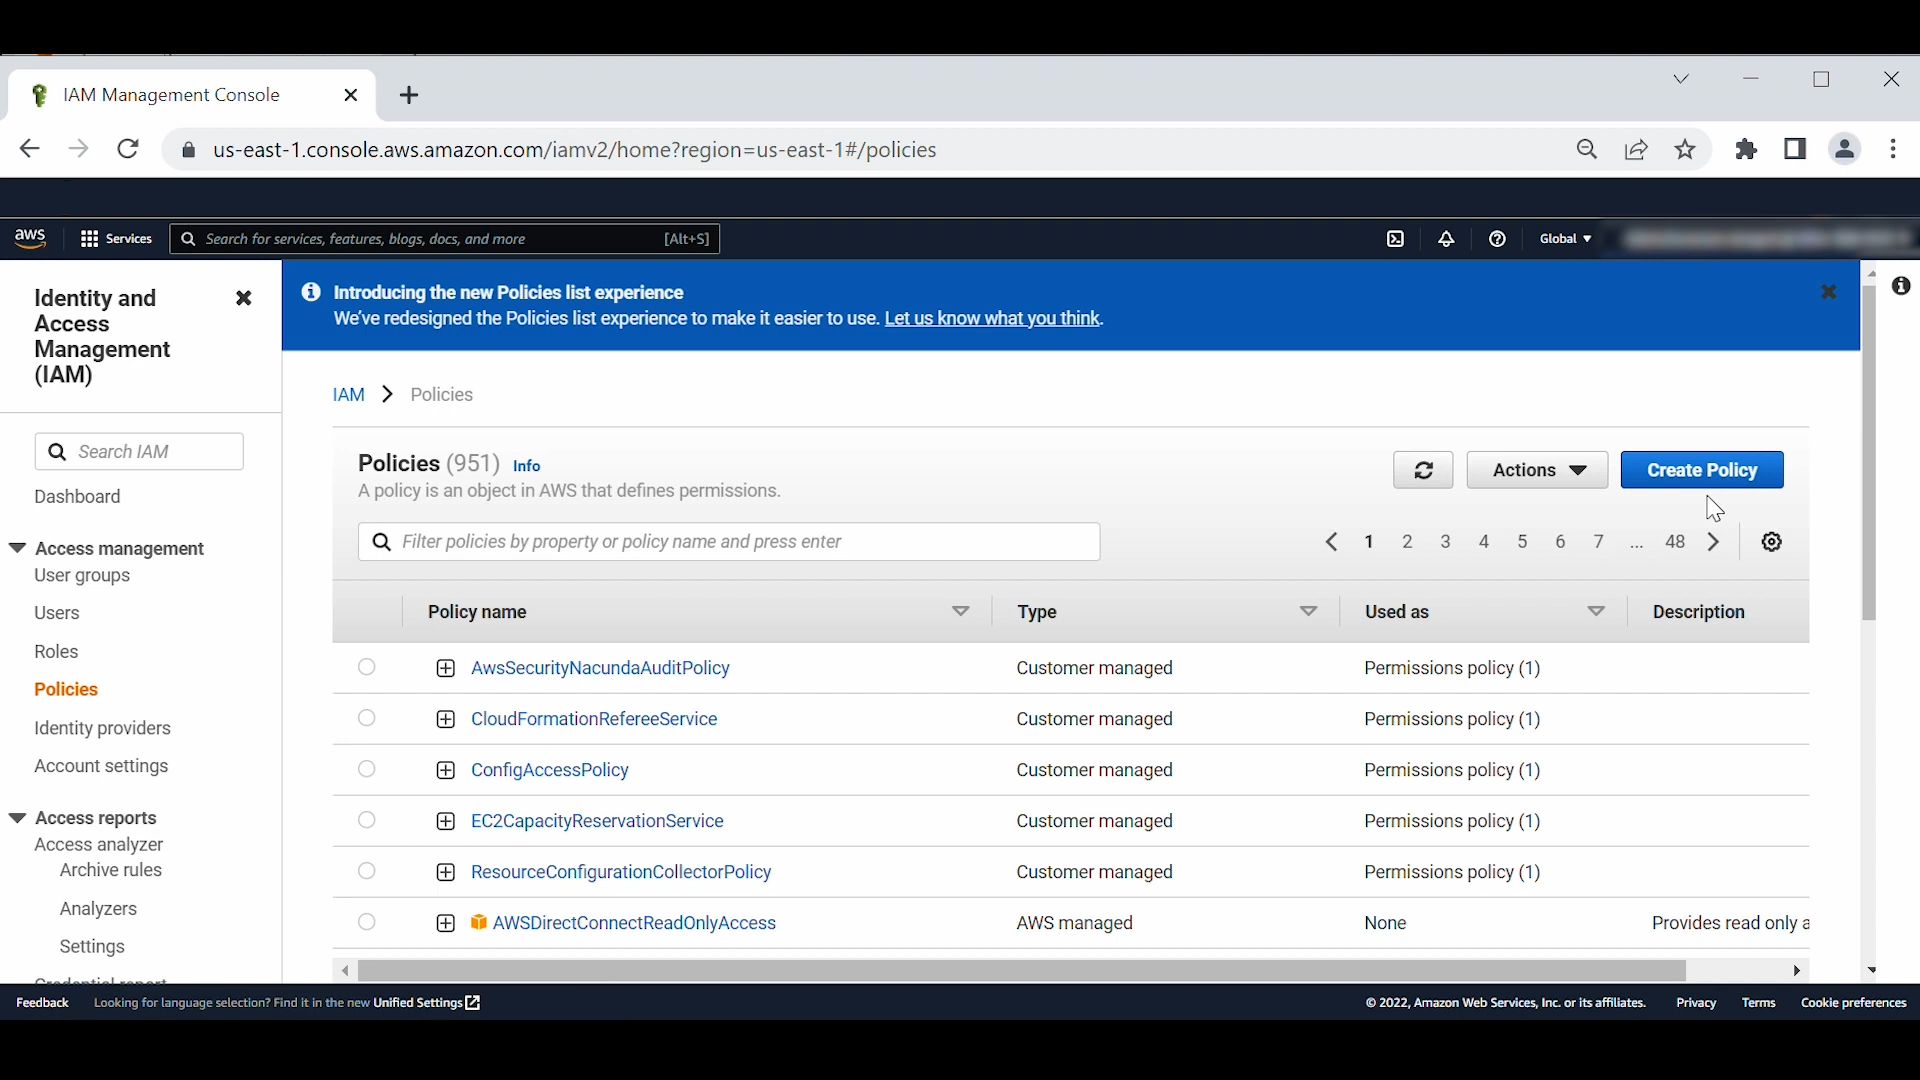 IAM Management Console
us-east-1.console.aws.amazon.com/iamv2/home?region=us-east-1#/policies
aws
Services
Search for services, features, blogs, docs, and more
[Alt+S]
Global
Identity and
Access
Management
(IAM)
Search IAM
Dashboard
Access management
User groups
Users
Roles
Policies
Identity providers
Account settings
Access reports
Access analyzer
Archive rules
Analyzers
Settings
Credential report
Introducing the new Policies list experience
We've redesigned the Policies list experience to make it easier to use. Let us know what you think.
IAM > Policies
Policies (951) Info
A policy is an object in AWS that defines permissions.
Actions
Create Policy
Filter policies by property or policy name and press enter
1 2 3 4 5 6 7 ... 48
Policy name Type Used as Description
AwsSecurityNacundaAuditPolicy Customer managed Permissions policy (1)
CloudFormationRefereeService Customer managed Permissions policy (1)
ConfigAccessPolicy Customer managed Permissions policy (1)
EC2CapacityReservationService Customer managed Permissions policy (1)
ResourceConfigurationCollectorPolicy Customer managed Permissions policy (1)
AWSDirectConnectReadOnlyAccess AWS managed None Provides read only a
Feedback Looking for language selection? Find it in the new Unified Settings
© 2022, Amazon Web Services, Inc. or its affiliates. Privacy Terms Cookie preferences